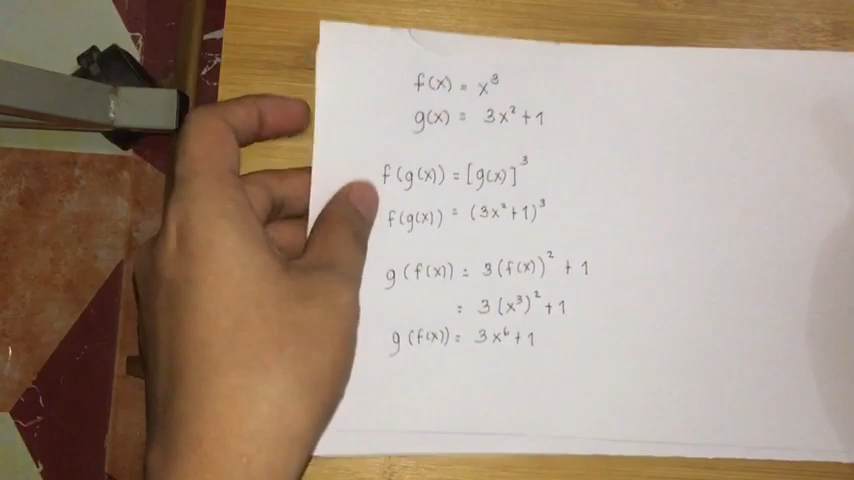 f(x) = x³
g(x) = 3x² + 1
f(g(x)) = [g(x)]³
f(g(x)) = (3x² + 1)³
g(f(x)) = 3(f(x))² + 1
= 3(x³)² + 1
g(f(x)) = 3x⁶ + 1